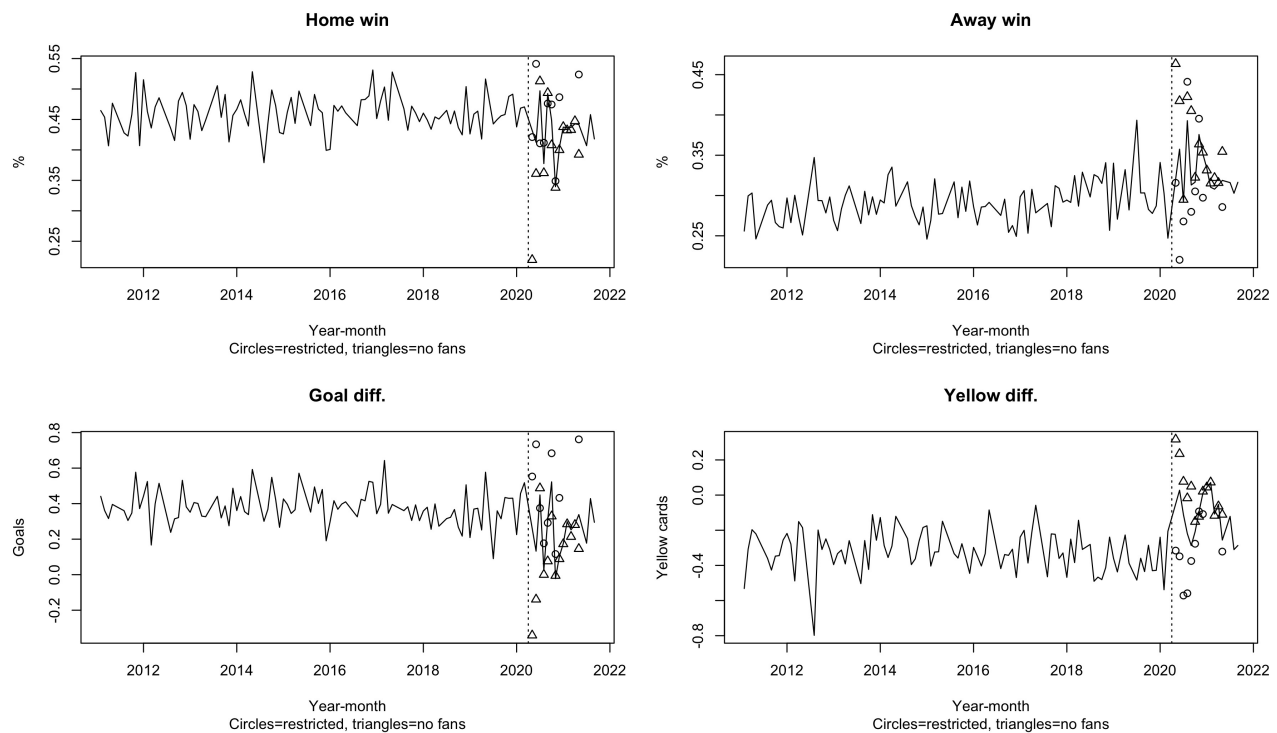 Home win
%
0.25 0.35 0.45 0.55
2012 2014 2016 2018 2020 2022
Year-month
Circles=restricted, triangles=no fans
Away win
%
0.25 0.35 0.45
2012 2014 2016 2018 2020 2022
Year-month
Circles=restricted, triangles=no fans
Goal diff.
Goals
-0.2 0.0 0.2 0.4 0.6 0.8
2012 2014 2016 2018 2020 2022
Year-month
Circles=restricted, triangles=no fans
Yellow diff.
Yellow cards
-0.8 -0.4 0.0 0.2
2012 2014 2016 2018 2020 2022
Year-month
Circles=restricted, triangles=no fans